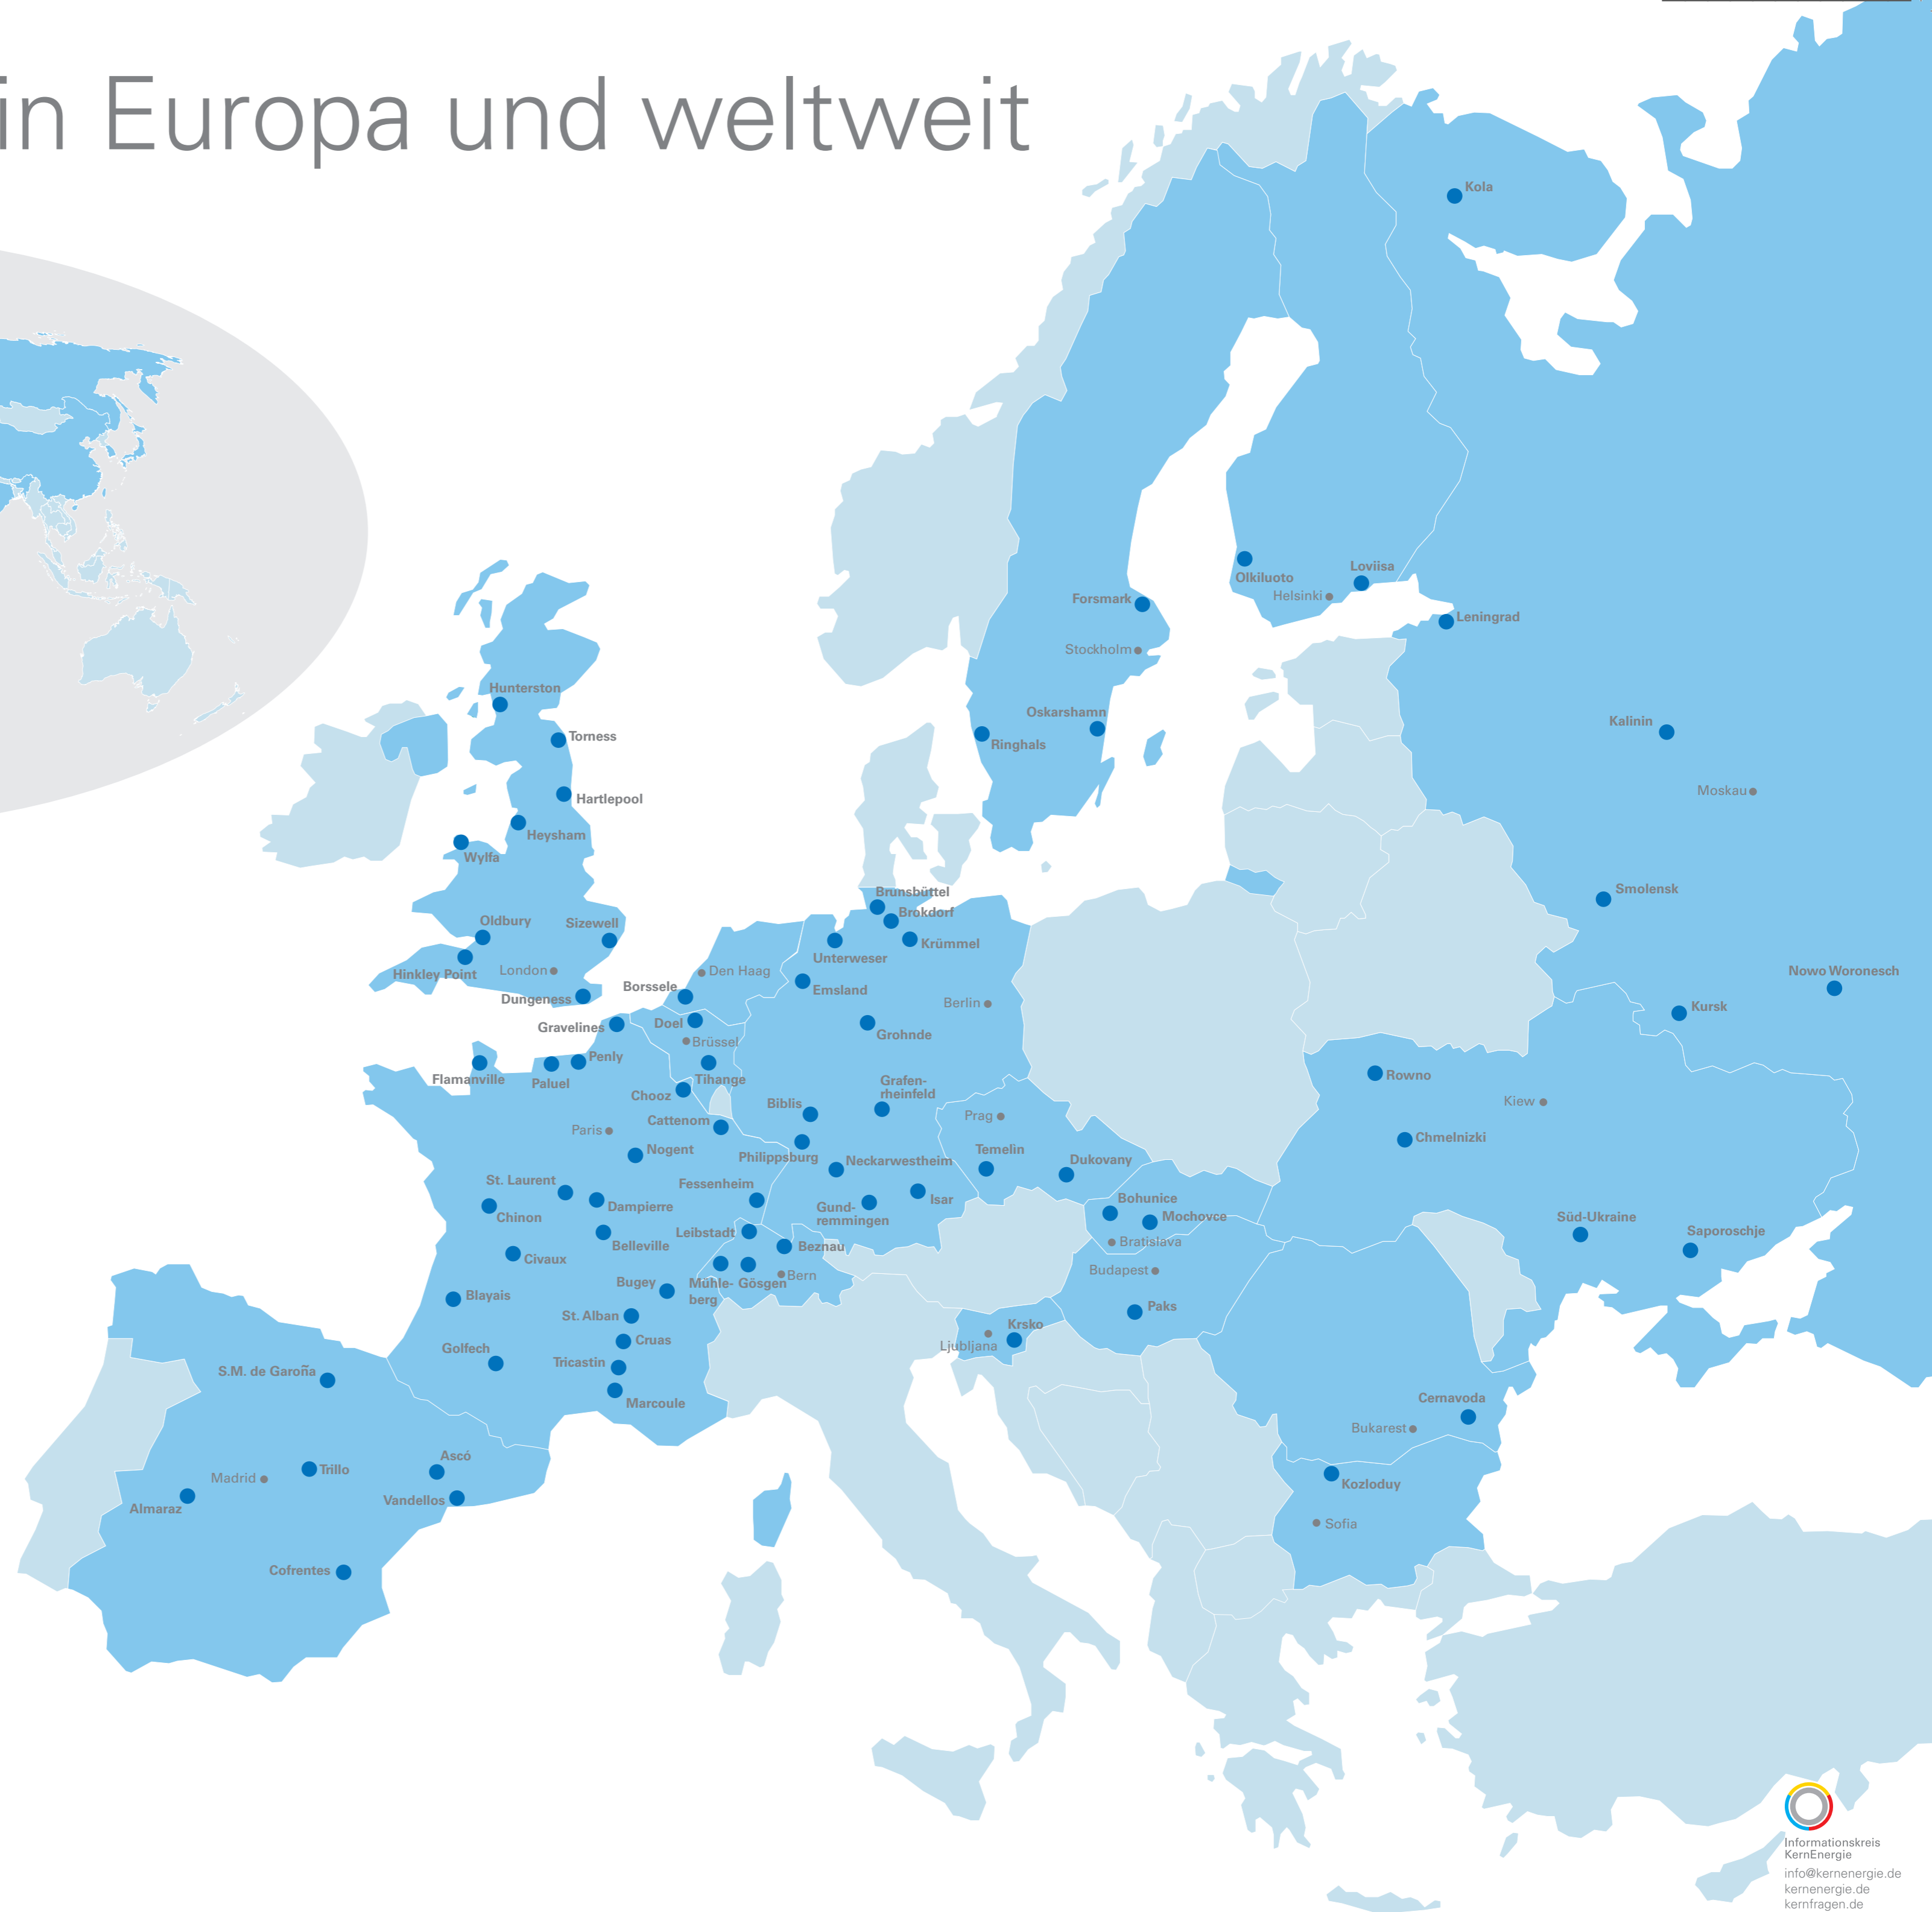 in Europa und weltweit
Kola
Loviisa
Olkiluoto
Helsinki
Forsmark
Leningrad
Stockholm
Hunterston
Oskarshamn
Kalinin
Torness
Ringhals
Moskau
Hartlepool
Heysham
Wylfa
Brunsbüttel
Smolensk
Brokdorf
Oldbury
Sizewell
Krümmel
Unterweser
Hinkley Point
London
Den Haag
Nowo Woronesch
Borssele
Emsland
Dungeness
Berlin
Kursk
Gravelines
Doel
Grohnde
Brüssel
Penly
Flamanville
Paluel
Tihange
Rowno
Grafen-
rheinfeld
Chooz
Biblis
Kiew
Prag
Cattenom
Paris
Chmelnizki
Nogent
Philippsburg
Temelin
Neckarwestheim
Dukovany
St. Laurent
Fessenheim
Isar
Bohunice
Dampierre
Gund-
remmingen
Chinon
Mochovce
Süd-Ukraine
Leibstadt
Saporoschje
Belleville
Beznau
Bratislava
Civaux
Budapest
Bern
Bugey
Mühle-
berg
Gösgen
Blayais
Paks
St. Alban
Krsko
Cruas
Ljubljana
Golfech
Tricastin
S.M. de Garoña
Cernavoda
Marcoule
Bukarest
Ascó
Trillo
Madrid
Kozloduy
Vandellos
Almaraz
Sofia
Cofrentes
Informationskreis
KernEnergie
info@kernenergie.de
kernenergie.de
kernfragen.de